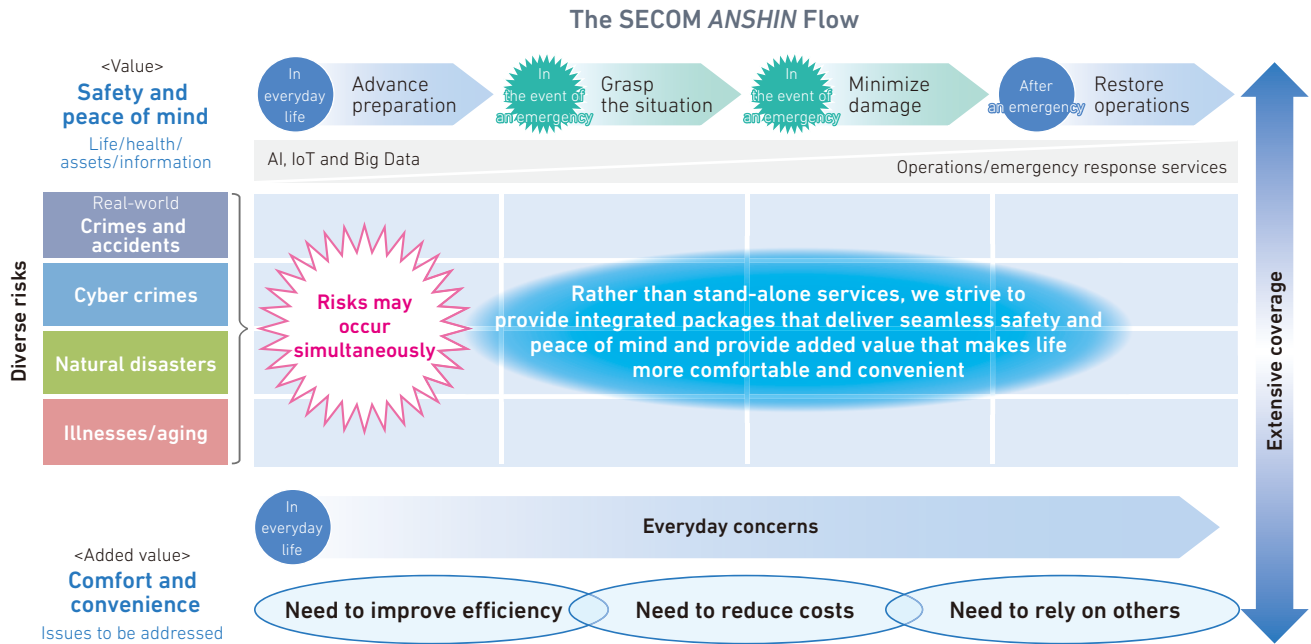 The SECOM ANSHIN Flow
<Value>
Safety and
peace of mind
Life/health/
assets/information
In
everyday
life
Advance
preparation
In
the event of
an emergency
Grasp
the situation
In
the event of
an emergency
Minimize
damage
After
an emergency
Restore
operations
AI, IoT and Big Data
Operations/emergency response services
Diverse risks
Real-world
Crimes and
accidents
Cyber crimes
Natural disasters
Illnesses/aging
Risks may
occur
simultaneously
Rather than stand-alone services, we strive to
provide integrated packages that deliver seamless safety and
peace of mind and provide added value that makes life
more comfortable and convenient
Extensive coverage
In
everyday
life
Everyday concerns
<Added value>
Comfort and
convenience
Issues to be addressed
Need to improve efficiency
Need to reduce costs
Need to rely on others